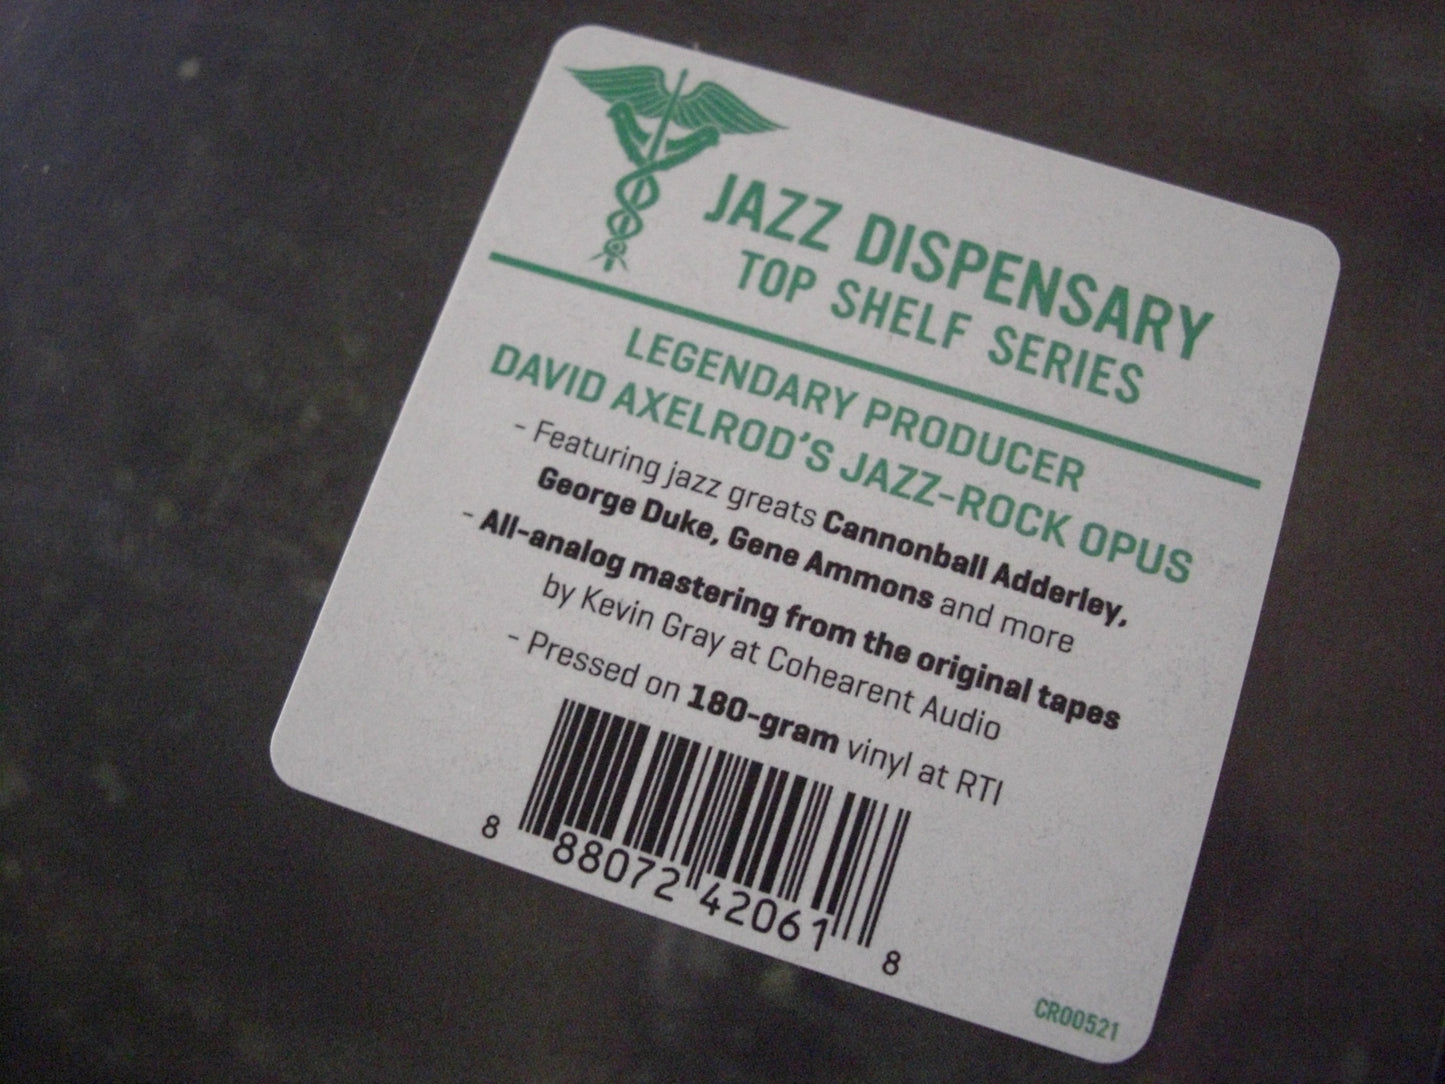 JAZZ DISPENSARY
TOP SHELF SERIES
LEGENDARY PRODUCER
DAVID AXELROD'S JAZZ-ROCK OPUS
- Featuring jazz greats Cannonball Adderley,
George Duke, Gene Ammons and more
- All-analog mastering from the original tapes
by Kevin Gray at Cohearent Audio
- Pressed on 180-gram vinyl at RTI
8 88072 42061 8
CR00521